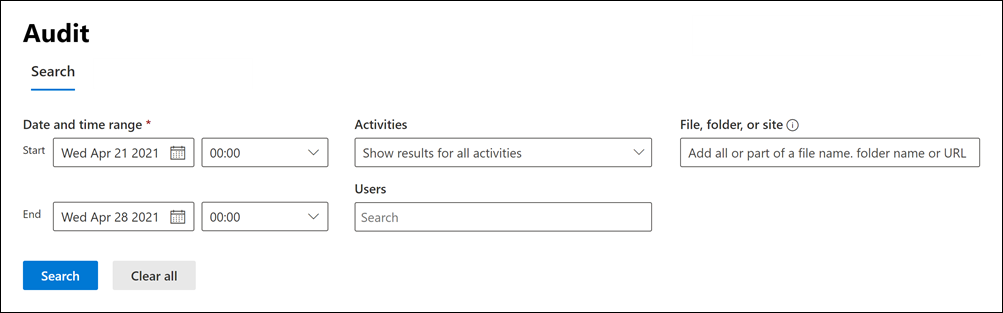 Audit
Search
Date and time range *
Start Wed Apr 21 2021 00:00
End Wed Apr 28 2021 00:00
Activities
Show results for all activities
Users
Search
File, folder, or site
Add all or part of a file name. folder name or URL
Search Clear all